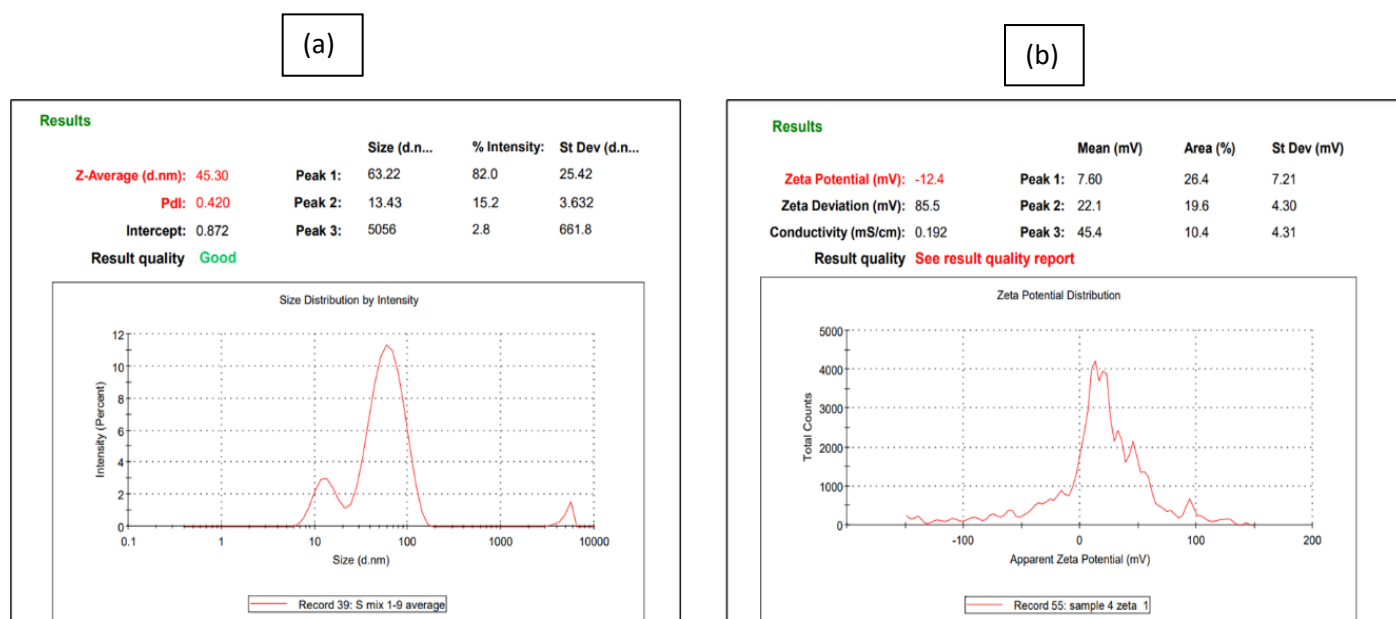 (a)
Results
Size (d.n... % Intensity: St Dev (d.n...
Z-Average (d.nm): 45.30 Peak 1: 63.22 82.0 25.42
PdI: 0.420 Peak 2: 13.43 15.2 3.632
Intercept: 0.872 Peak 3: 5056 2.8 661.8
Result quality Good
Size Distribution by Intensity
Intensity (Percent)
12
10
8
6
4
2
0
0.1 1 10 100 1000 10000
Size (d.nm)
Record 39: S mix 1-9 average
(b)
Results
Mean (mV) Area (%) St Dev (mV)
Zeta Potential (mV): -12.4 Peak 1: 7.60 26.4 7.21
Zeta Deviation (mV): 85.5 Peak 2: 22.1 19.6 4.30
Conductivity (mS/cm): 0.192 Peak 3: 45.4 10.4 4.31
Result quality See result quality report
Zeta Potential Distribution
Total Counts
5000
4000
3000
2000
1000
0
-100 0 100 200
Apparent Zeta Potential (mV)
Record 55: sample 4 zeta 1